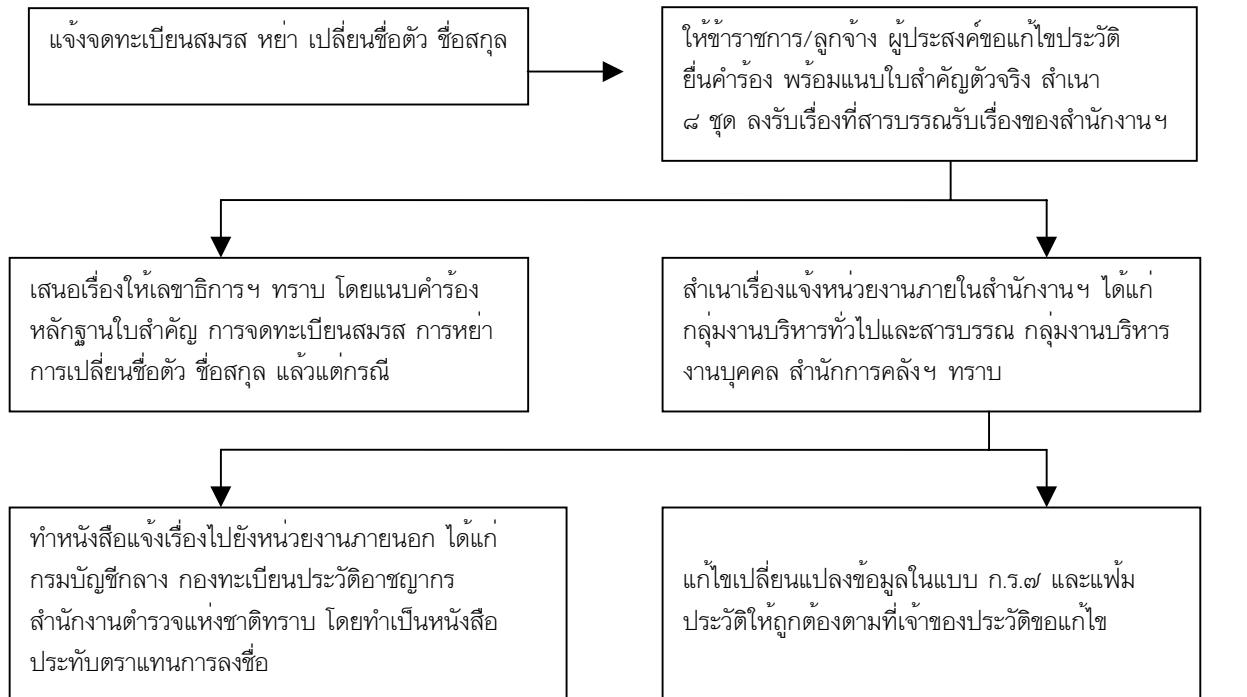 แจ้งจดทะเบียนสมรส หย่า เปลี่ยนชื่อตัว ชื่อสกุล
ให้ข้าราชการ/ลูกจ้าง ผู้ประสงค์ขอแก้ไขประวัติ
ยื่นคำร้อง พร้อมแนบใบสำคัญตัวจริง สำเนา
๘ ชุด ลงรับเรื่องที่สารบรรณรับเรื่องของสำนักงานฯ
เสนอเรื่องให้เลขาธิการฯ ทราบ โดยแนบคำร้อง
หลักฐานใบสำคัญ การจดทะเบียนสมรส การหย่า
การเปลี่ยนชื่อตัว ชื่อสกุล แล้วแต่กรณี
สำเนาเรื่องแจ้งหน่วยงานภายในสำนักงานฯ ได้แก่
กลุ่มงานบริหารทั่วไปและสารบรรณ กลุ่มงานบริหาร
งานบุคคล สำนักการคลังฯ ทราบ
ทำหนังสือแจ้งเรื่องไปยังหน่วยงานภายนอก ได้แก่
กรมบัญชีกลาง กองทะเบียนประวัติอาชญากร
สำนักงานตำรวจแห่งชาติทราบ โดยทำเป็นหนังสือ
ประทับตราแทนการลงชื่อ
แก้ไขเปลี่ยนแปลงข้อมูลในแบบ ก.ร.๗ และแฟ้ม
ประวัติให้ถูกต้องตามที่เจ้าของประวัติขอแก้ไข